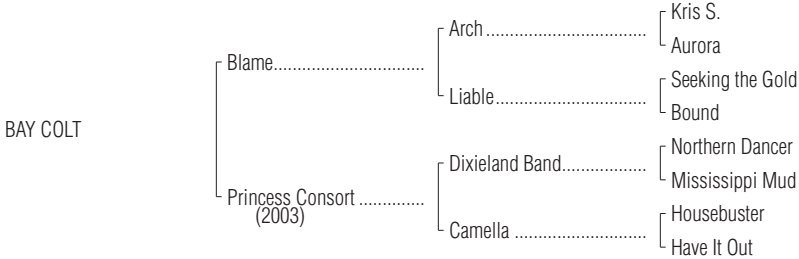 Kris S.
Arch ..................................
Aurora
Blame................................
Seeking the Gold
Liable................................
Bound
BAY COLT
Northern Dancer
Dixieland Band..................
Mississippi Mud
Princess Consort ..............
(2003)
Housebuster
Camella ............................
Have It Out